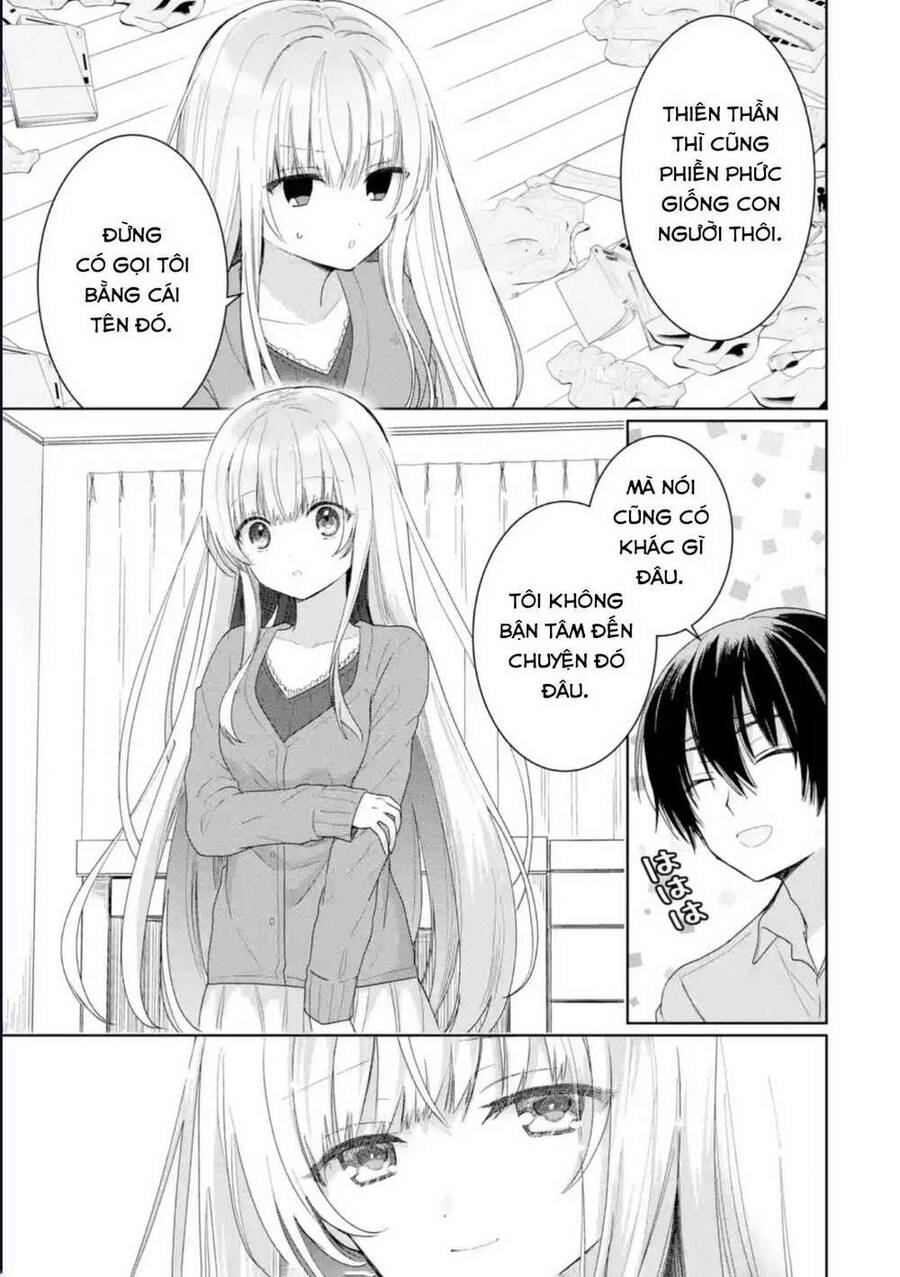 THIÊN THẦN
THÌ CŨNG
PHIỀN PHỨC
GIỐNG CON
NGƯỜI THÔI.
ĐỪNG
CÓ GỌI TÔI
BẰNG CÁI
TÊN ĐÓ.
MÀ NÓI
CŨNG CÓ
KHÁC GÌ
ĐÂU.
TÔI KHÔNG
BẬN TÂM ĐẾN
CHUYỆN ĐÓ
ĐÂU.
はははは